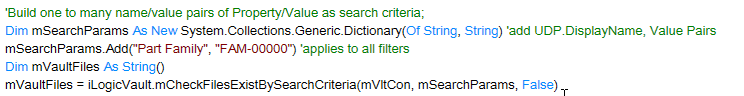 'Build one to many name/value pairs of Property/Value as search criteria;
Dim mSearchParams As New System.Collections.Generic.Dictionary(Of String, String) 'add UDP.DisplayName, Value Pairs
mSearchParams.Add("Part Family", "FAM-00000") 'applies to all filters
Dim mVaultFiles As String()
mVaultFiles = iLogicVault.mCheckFilesExistBySearchCriteria(mVltCon, mSearchParams, False)